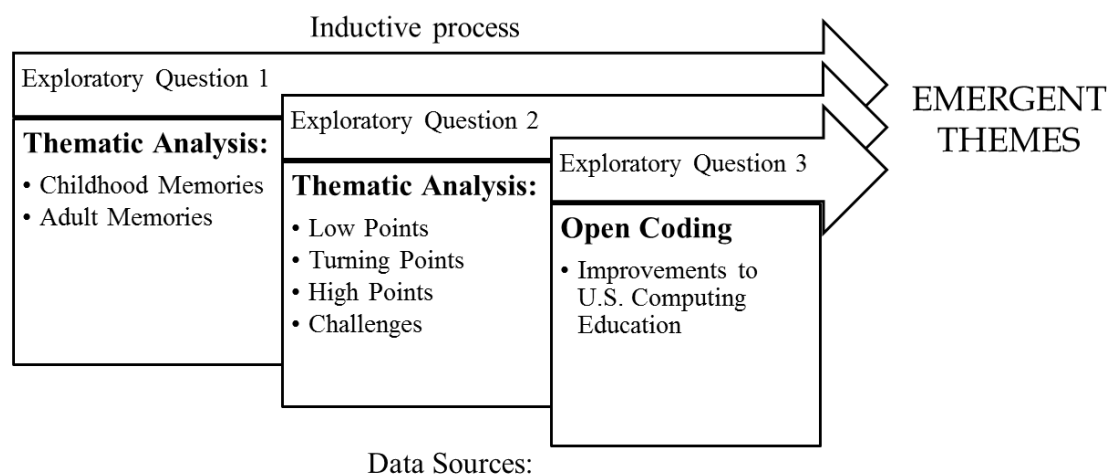 Inductive process
Exploratory Question 1
Thematic Analysis:
• Childhood Memories
• Adult Memories
Exploratory Question 2
Thematic Analysis:
• Low Points
• Turning Points
• High Points
• Challenges
Exploratory Question 3
Open Coding
• Improvements to
U.S. Computing
Education
EMERGENT
THEMES
Data Sources: